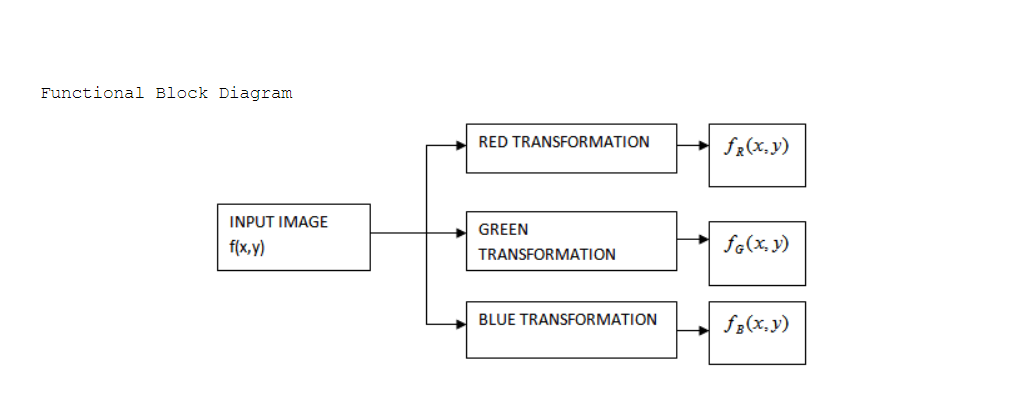 Functional Block Diagram
RED TRANSFORMATION
f_R(x,y)
INPUT IMAGE
f(x,y)
GREEN
TRANSFORMATION
f_G(x,y)
BLUE TRANSFORMATION
f_B(x,y)